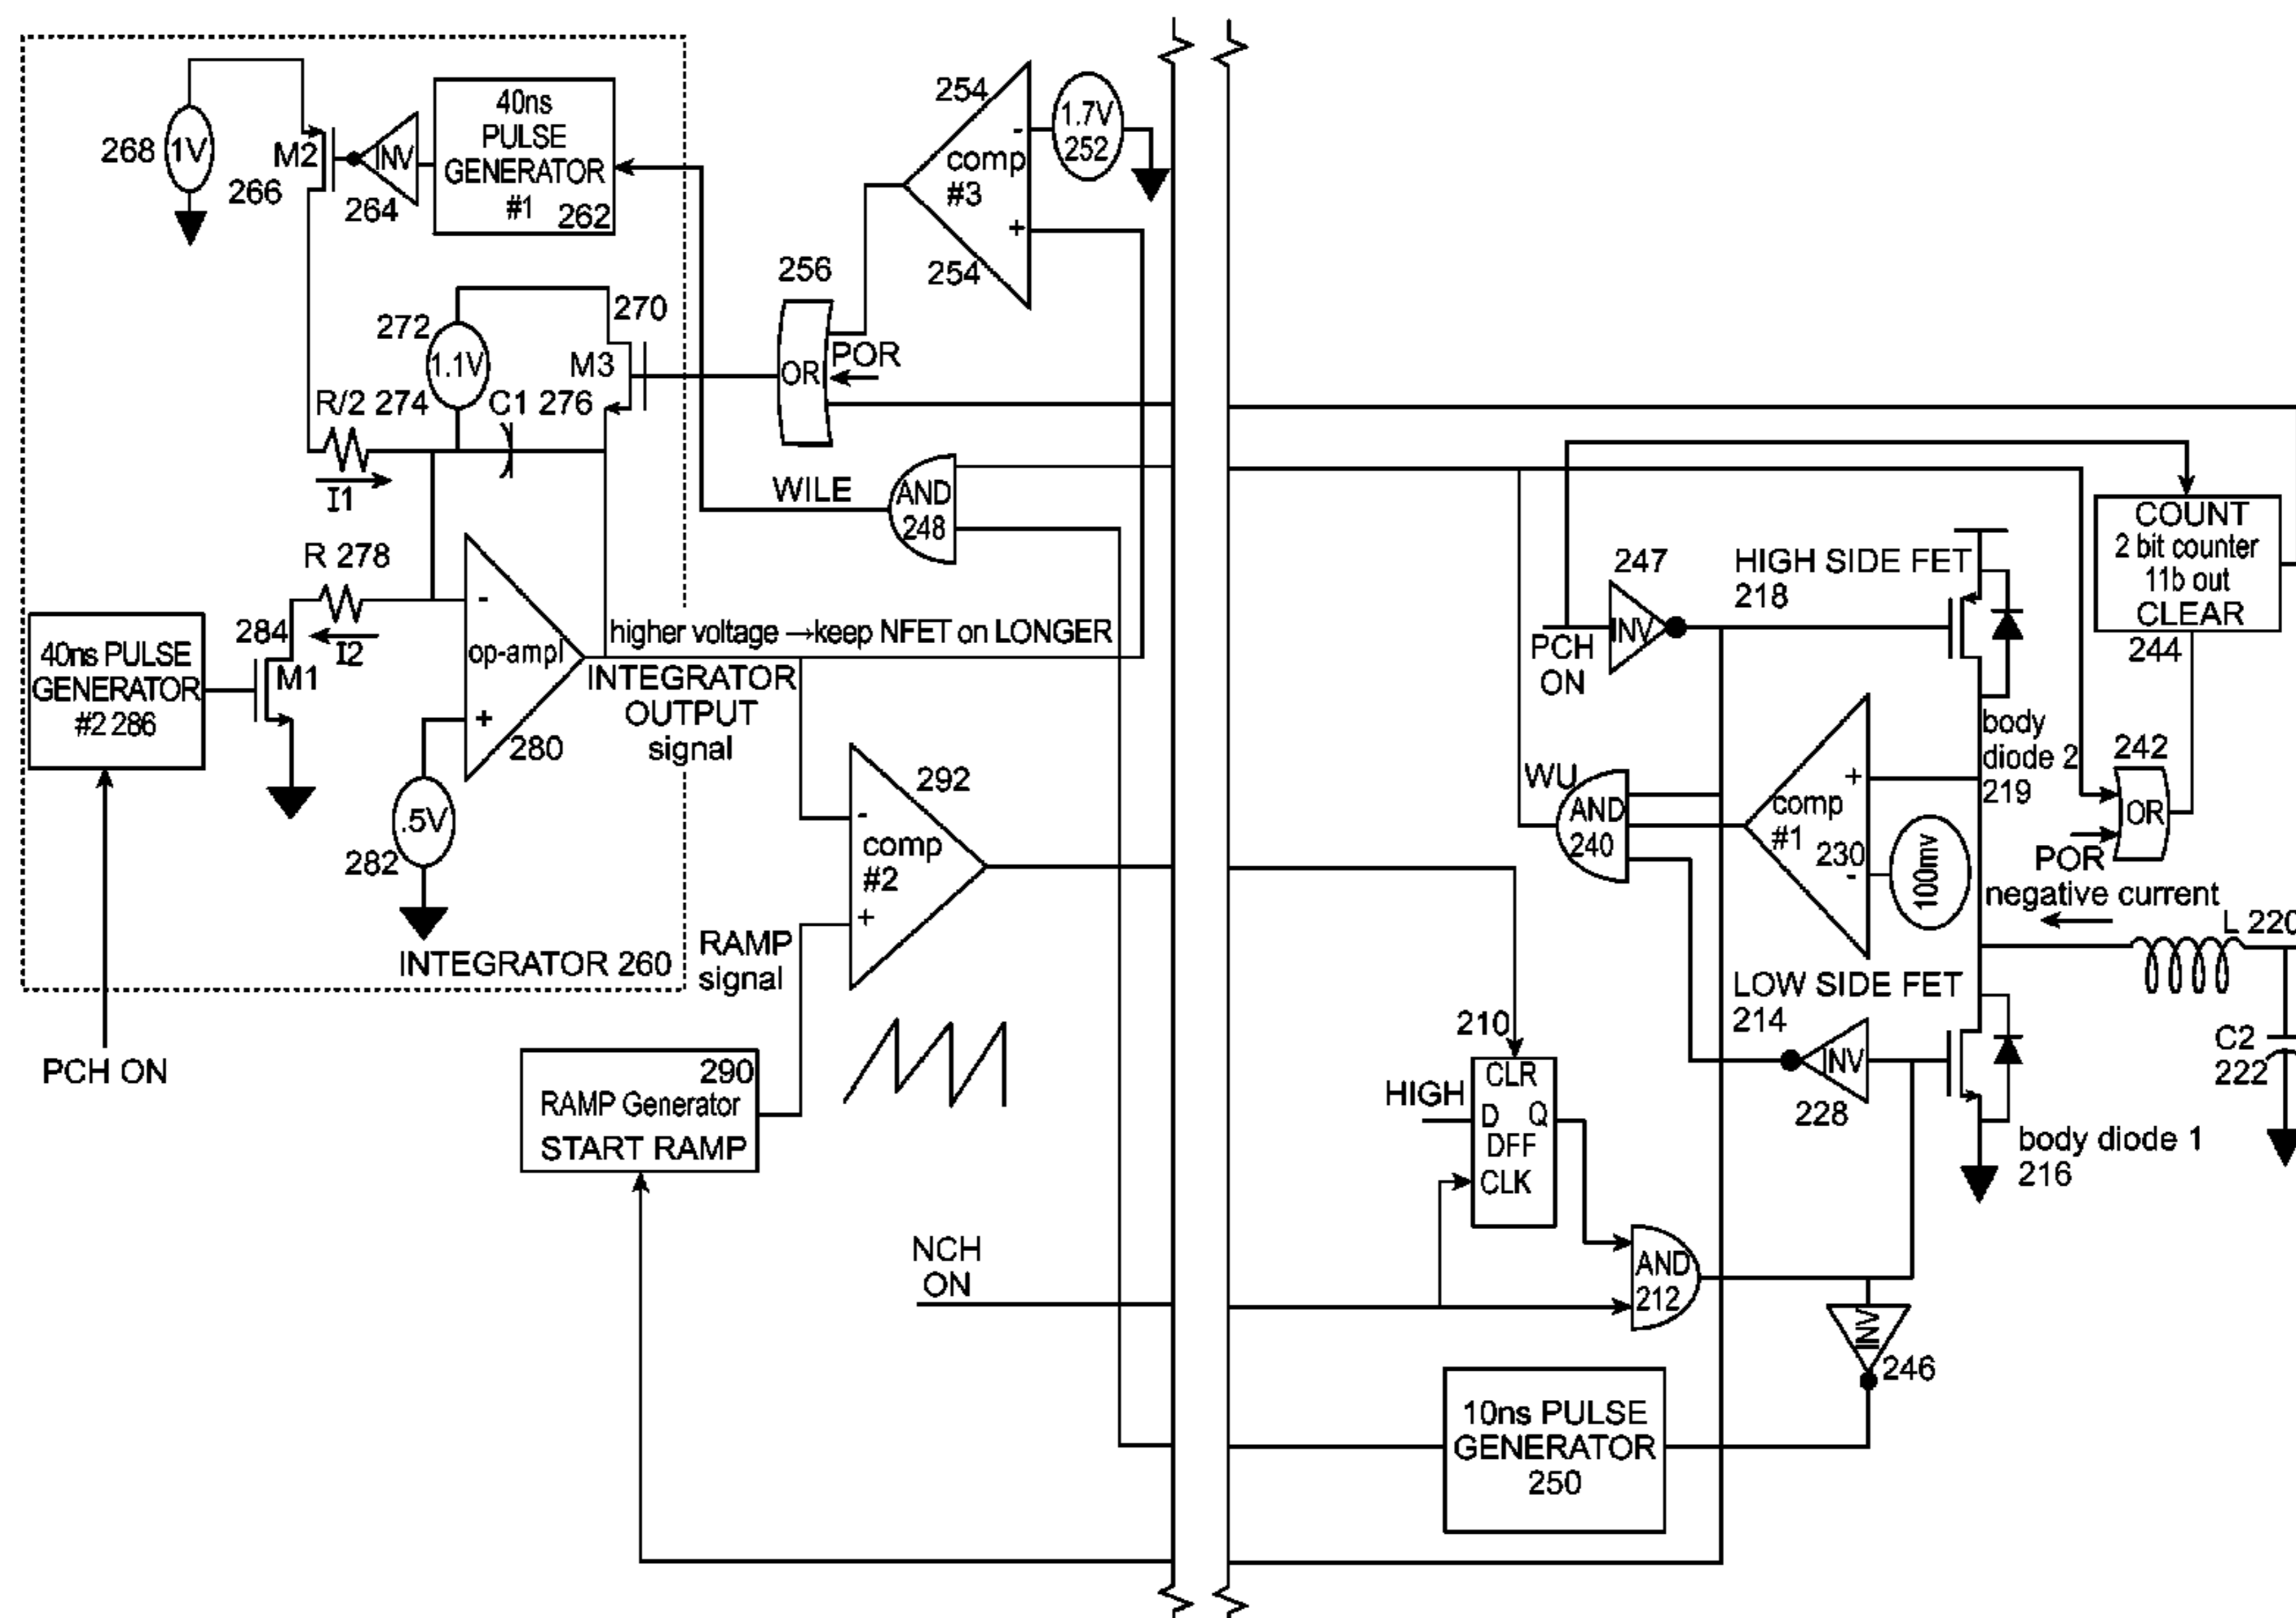 268
1V
M2
266
INV
264
40ns
PULSE
GENERATOR
#1
262
254
comp
#3
254
-
+
1.7V
252
256
OR
POR
272
1.1V
270
M3
R/2 274
C1 276
I1
WILE
AND
248
R 278
284
I2
M1
40ns PULSE
GENERATOR
#2 286
PCH ON
-
op-ampl
+
280
.5V
282
higher voltage →keep NFET on LONGER
INTEGRATOR
OUTPUT
signal
INTEGRATOR 260
292
-
comp
#2
+
RAMP
signal
290
RAMP Generator
START RAMP
NCH
ON
COUNT
2 bit counter
11b out
CLEAR
244
247
INV
PCH
ON
HIGH SIDE FET
218
body
diode 2
219
242
OR
POR
WU
AND
240
+
comp
#1
230
-
100mv
negative current
L 220
C2
222
LOW SIDE FET
214
INV
228
body diode 1
216
210
HIGH
CLR
D Q
DFF
CLK
AND
212
INV
246
10ns PULSE
GENERATOR
250